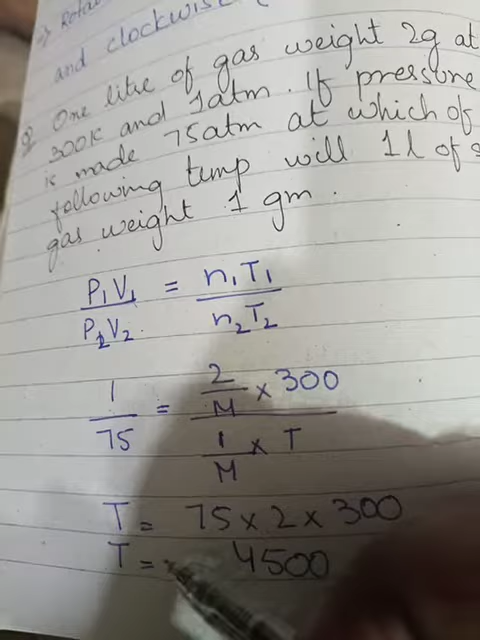 => Rota
and clockwise
Q One litre of gas weight 2g at
300K and 1atm. If pressure
is made 75atm at which of
following temp will 1l of s
gas weight 1 gm.
P₁V₁ / P₂V₂ = n₁T₁ / n₂T₂
1 / 75 = 2/M × 300 / 1/M × T
T = 75 × 2 × 300
T = 4500